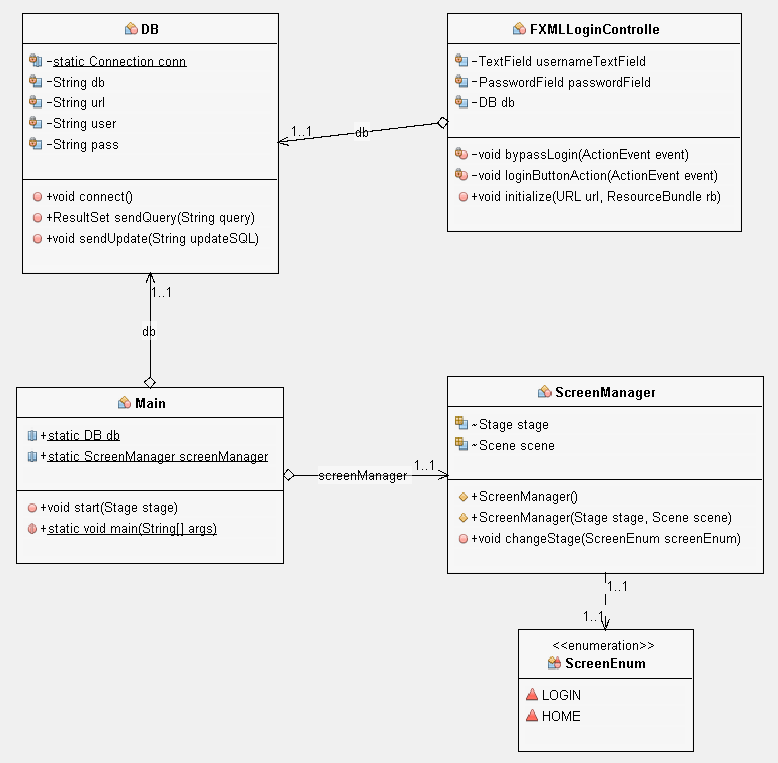 DB
-static Connection conn
-String db
-String url
-String user
-String pass
+void connect()
+ResultSet sendQuery(String query)
+void sendUpdate(String updateSQL)
FXMLLoginControlle
-TextField usernameTextField
-PasswordField passwordField
-DB db
-void bypassLogin(ActionEvent event)
-void loginButtonAction(ActionEvent event)
+void initialize(URL url, ResourceBundle rb)
1..1
db
1..1
db
Main
+static DB db
+static ScreenManager screenManager
+void start(Stage stage)
+static void main(String[] args)
screenManager
1..1
ScreenManager
~Stage stage
~Scene scene
+ScreenManager()
+ScreenManager(Stage stage, Scene scene)
+void changeStage(ScreenEnum screenEnum)
1..1
1..1
<<enumeration>>
ScreenEnum
LOGIN
HOME